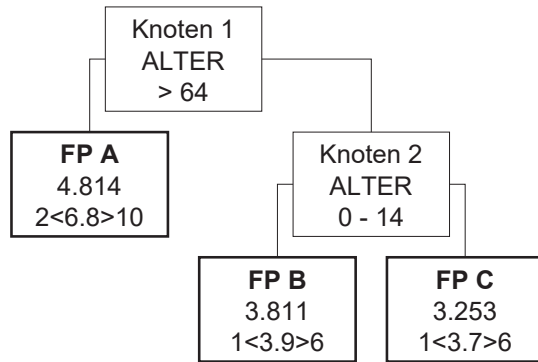 Knoten 1
ALTER
> 64
FP A
4.814
2<6.8>10
Knoten 2
ALTER
0 - 14
FP B
3.811
1<3.9>6
FP C
3.253
1<3.7>6